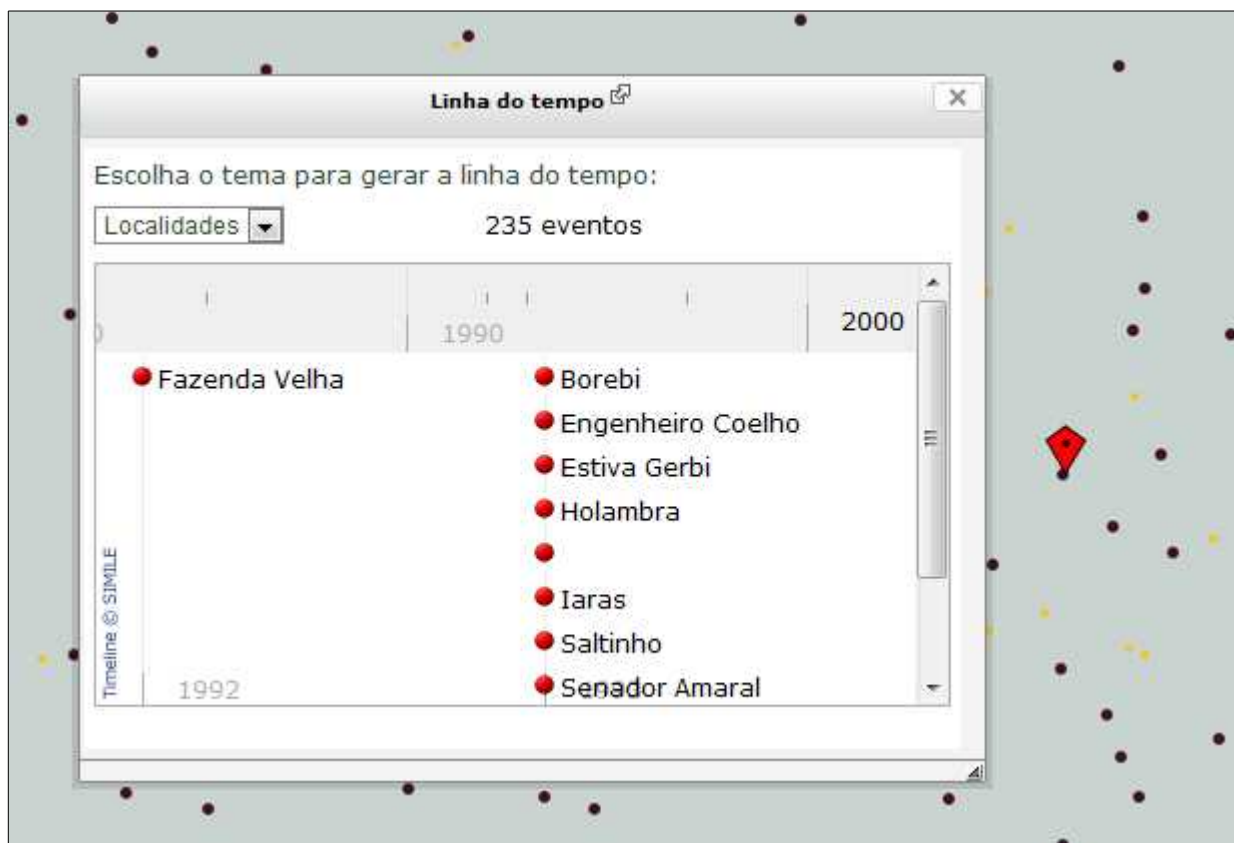 Linha do tempo
Escolha o tema para gerar a linha do tempo:
Localidades 235 eventos
0 1990 2000
Fazenda Velha
Borebi
Engenheiro Coelho
Estiva Gerbi
Holambra
Iaras
Saltinho
Senador Amaral
1992
Timeline © SIMILE